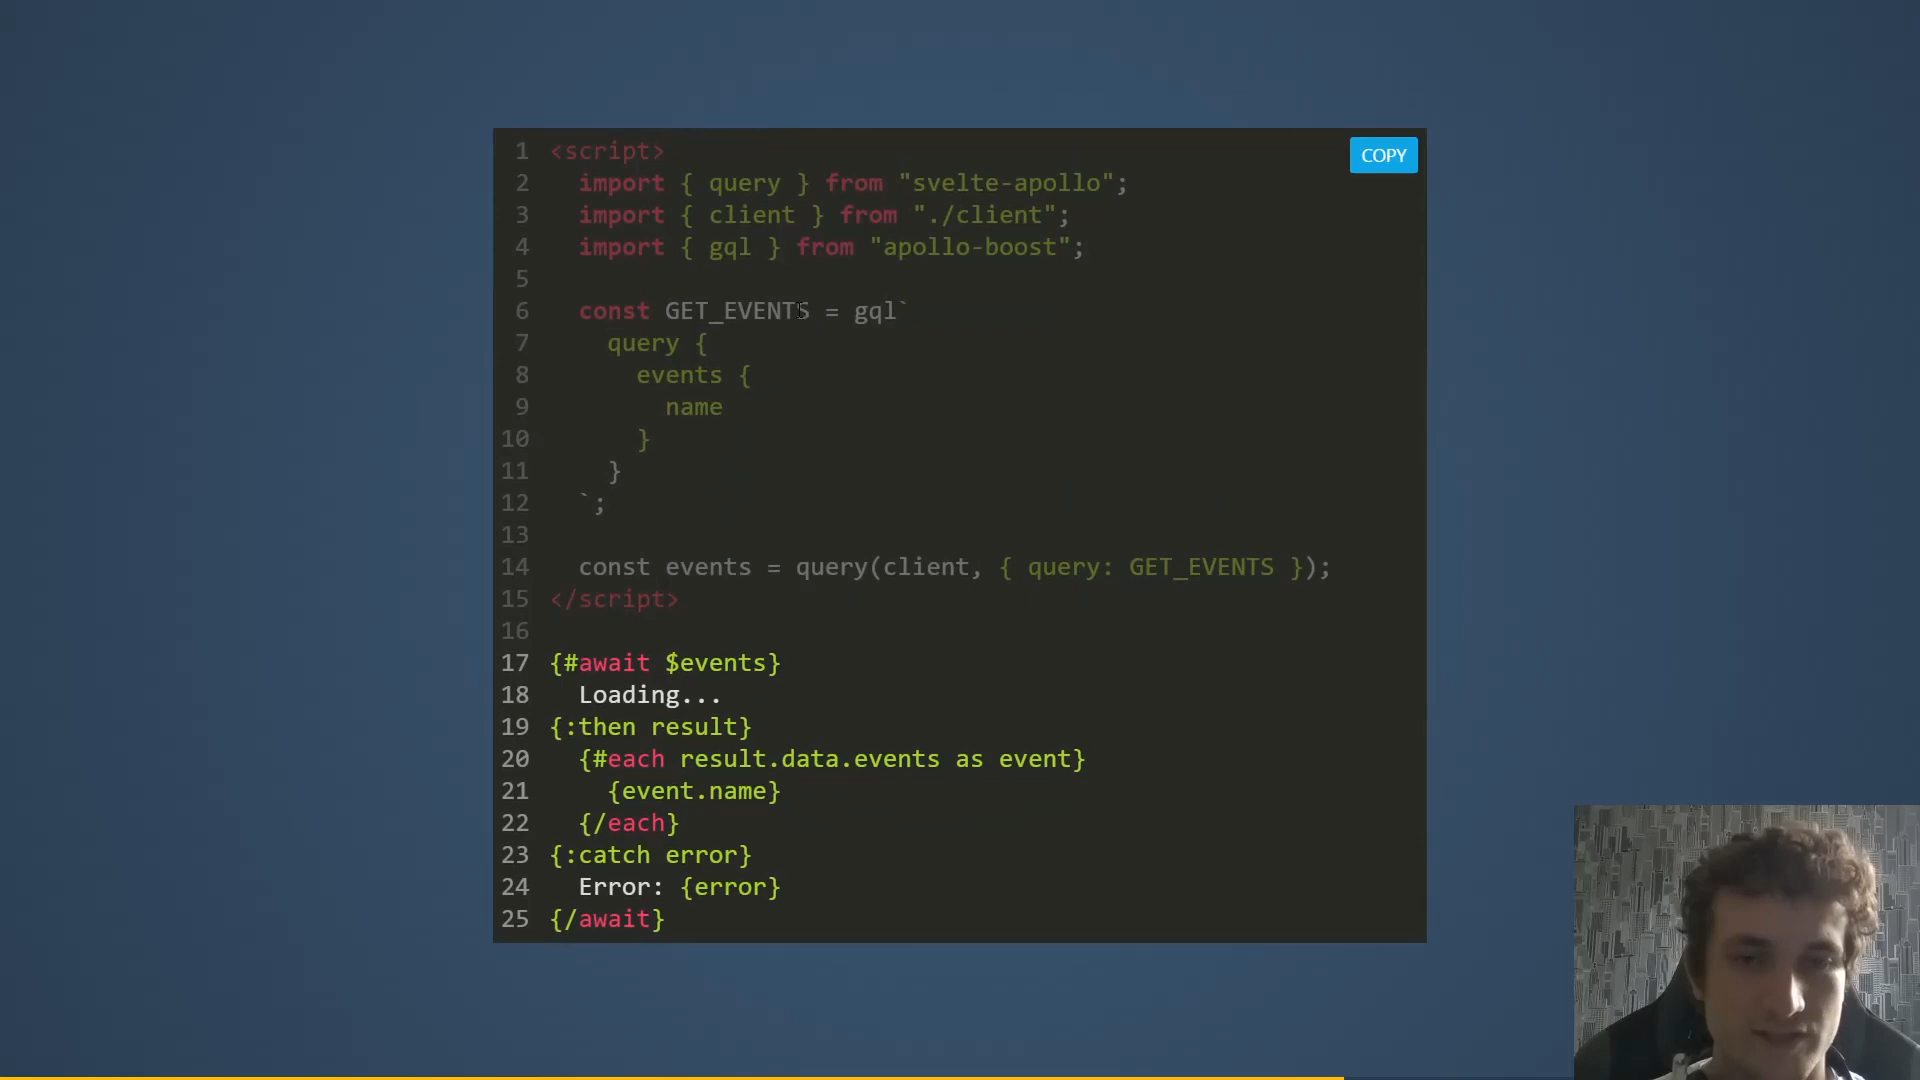 COPY
1 <script>
2 import { query } from "svelte-apollo";
3 import { client } from "./client";
4 import { gql } from "apollo-boost";
5
6 const GET_EVENTS = gql`
7 query {
8 events {
9 name
10 }
11 }
12 `;
13
14 const events = query(client, { query: GET_EVENTS });
15 </script>
16
17 {#await $events}
18 Loading...
19 {:then result}
20 {#each result.data.events as event}
21 {event.name}
22 {/each}
23 {:catch error}
24 Error: {error}
25 {/await}